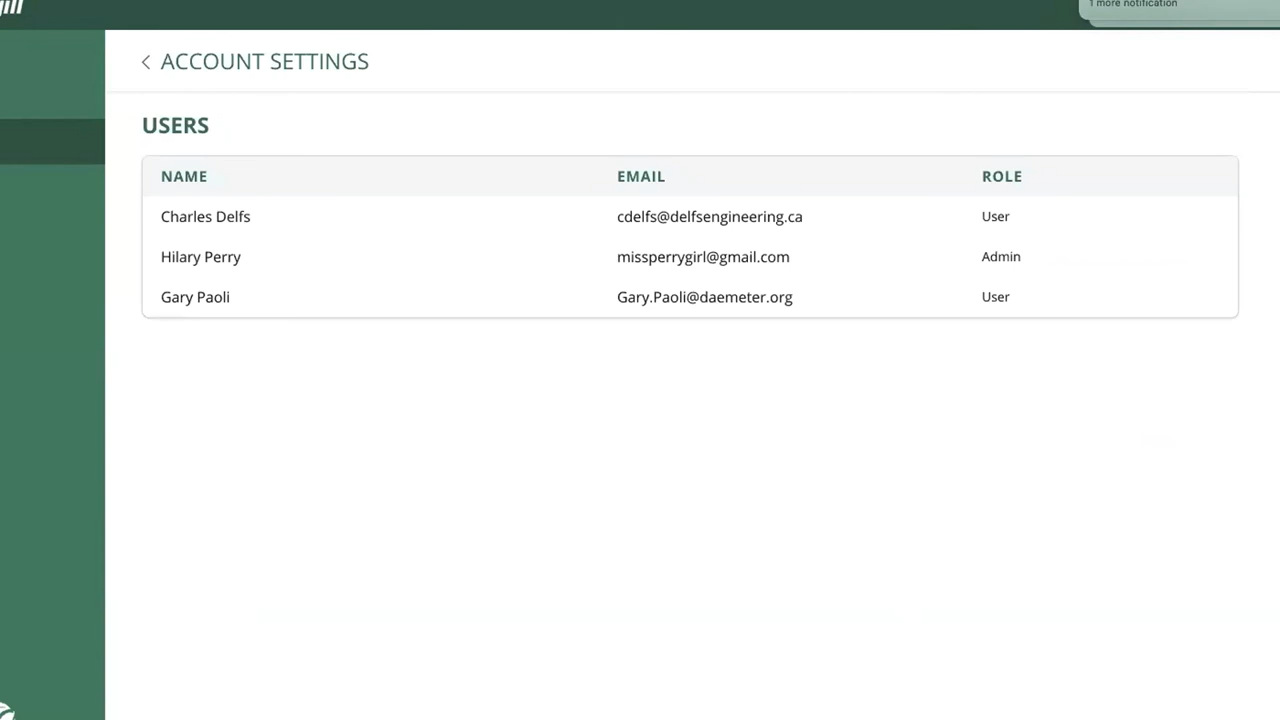 1 more notification
ACCOUNT SETTINGS
USERS
NAME EMAIL ROLE
Charles Delfs cdelfs@delfsengineering.ca User
Hilary Perry missperrygirl@gmail.com Admin
Gary Paoli Gary.Paoli@daemeter.org User